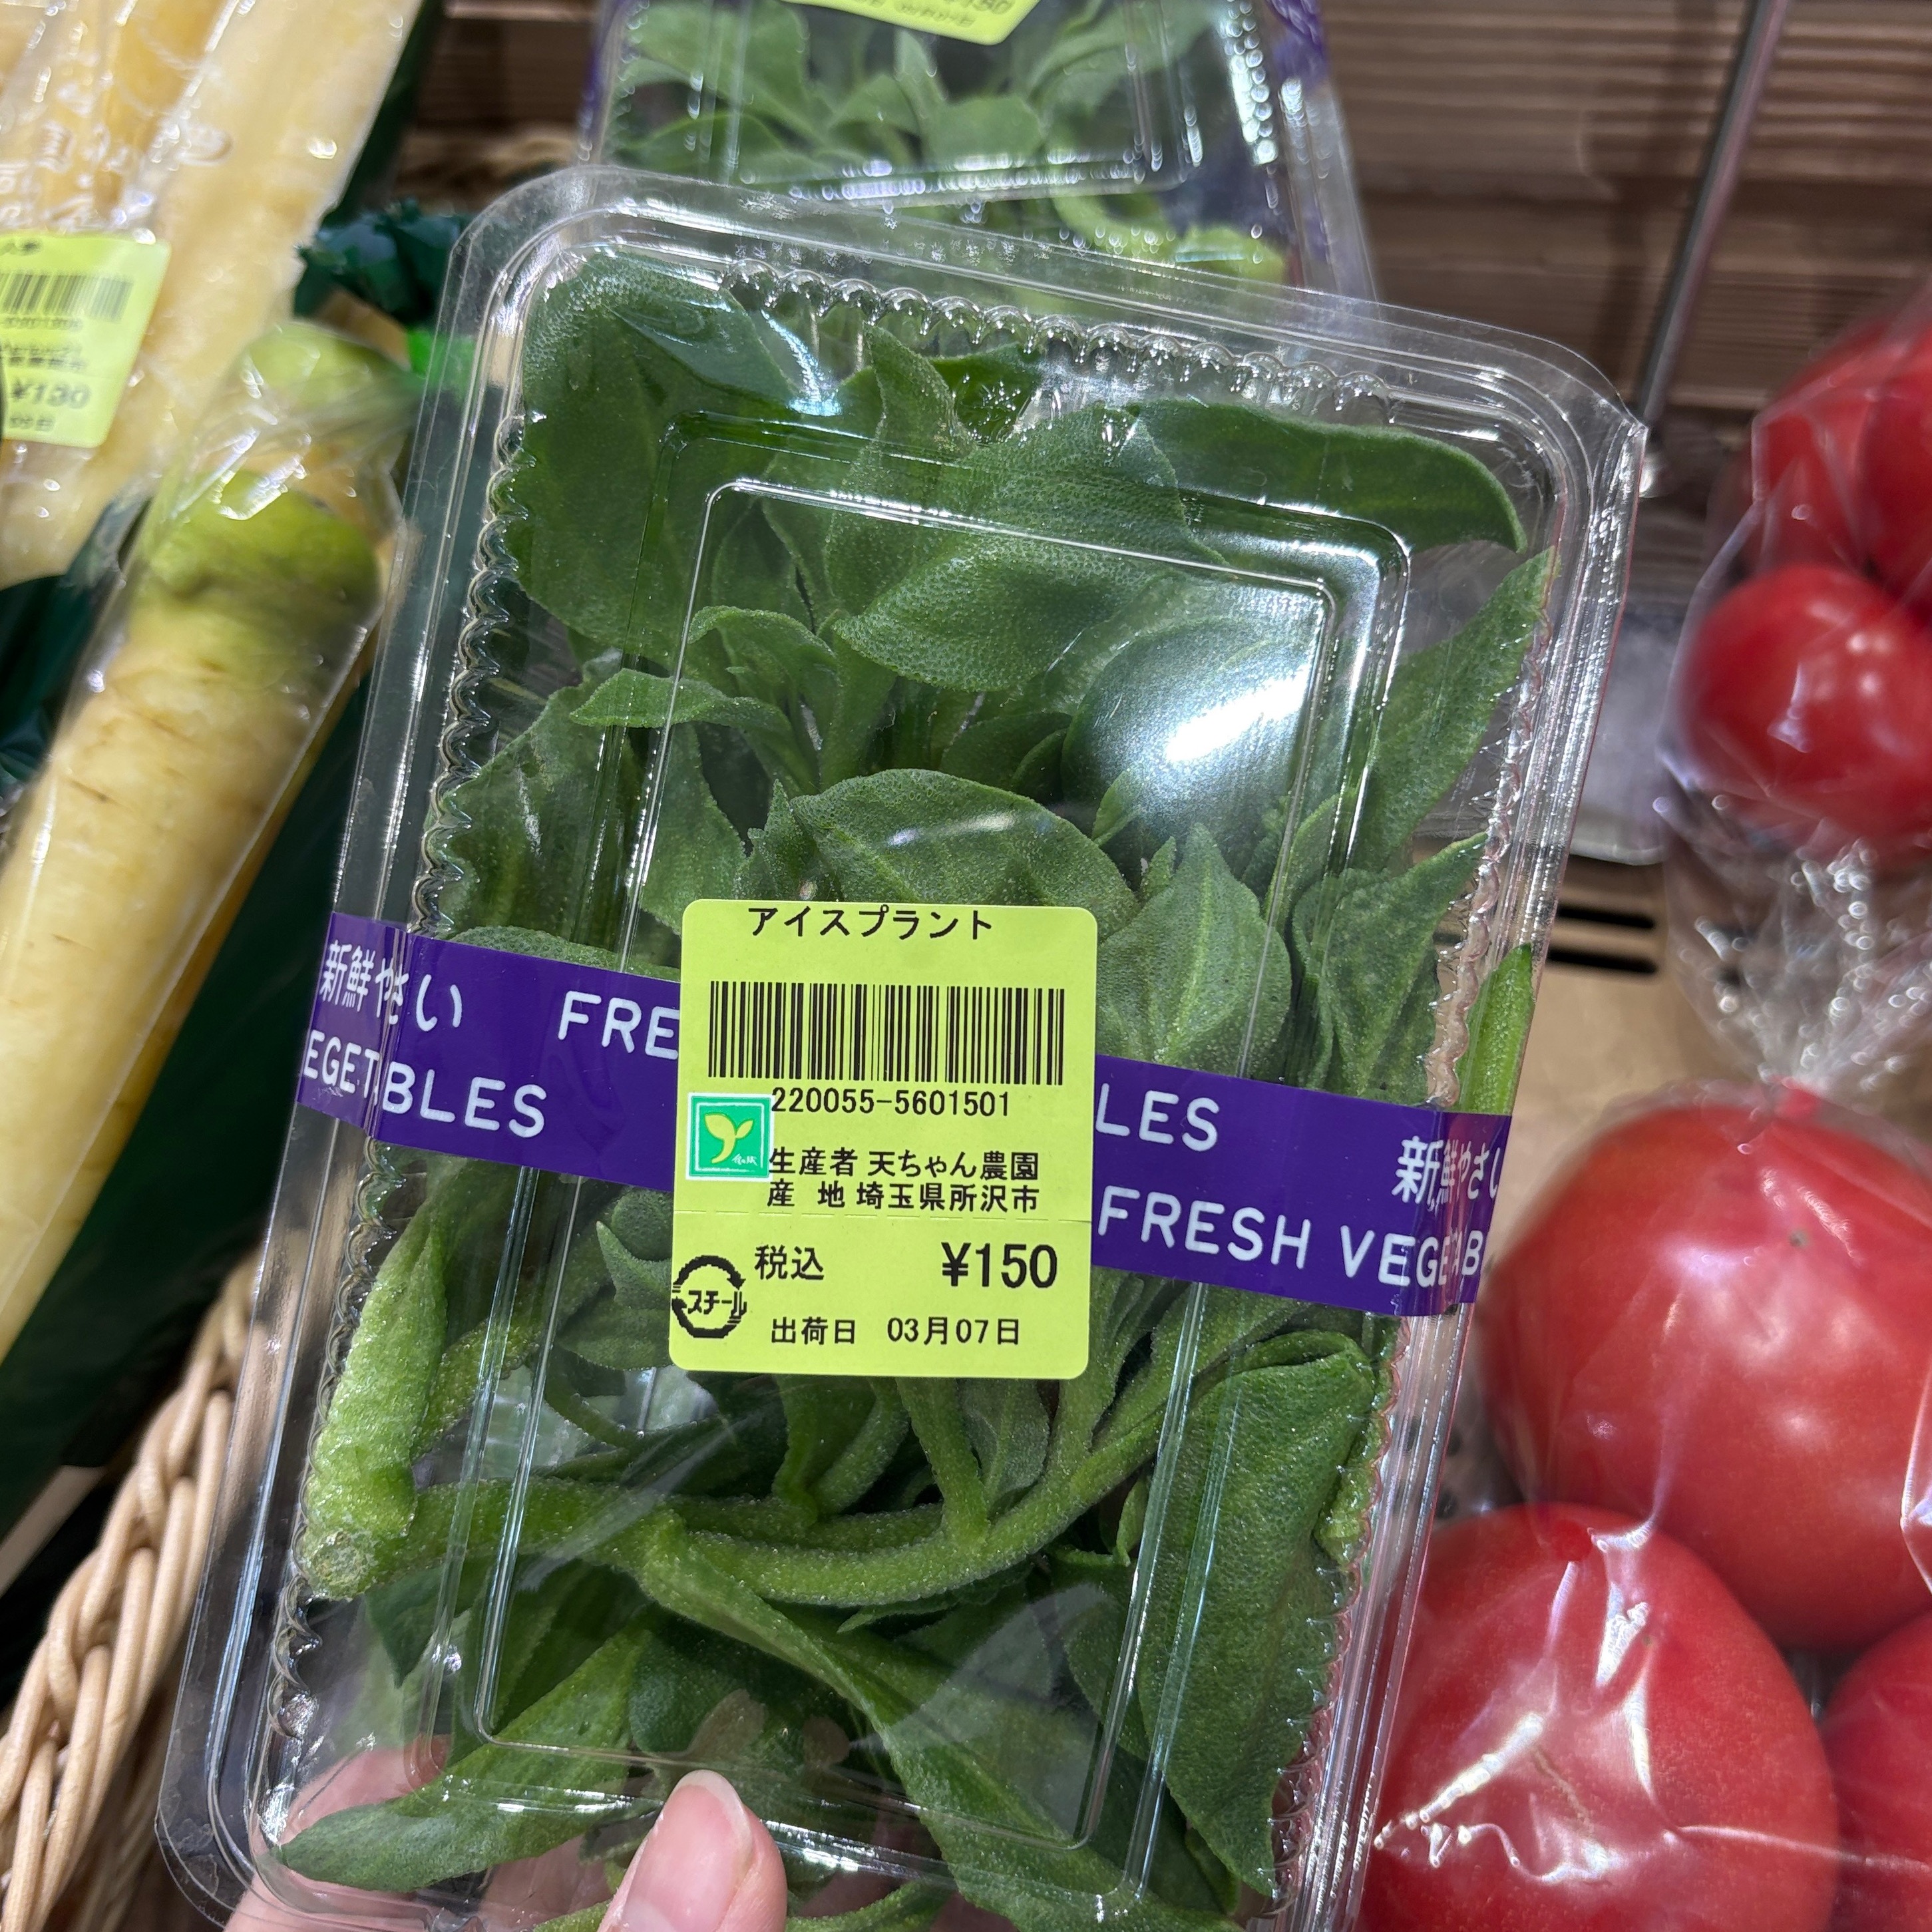 アイスプラント
220055-5601501
生産者 天ちゃん農園
産 地 埼玉県所沢市
税込 ¥150
スチール
出荷日 03月07日
新鮮やさい FRE
EGETABLES
LES 新鮮やさい
FRESH VEGETAB
¥130